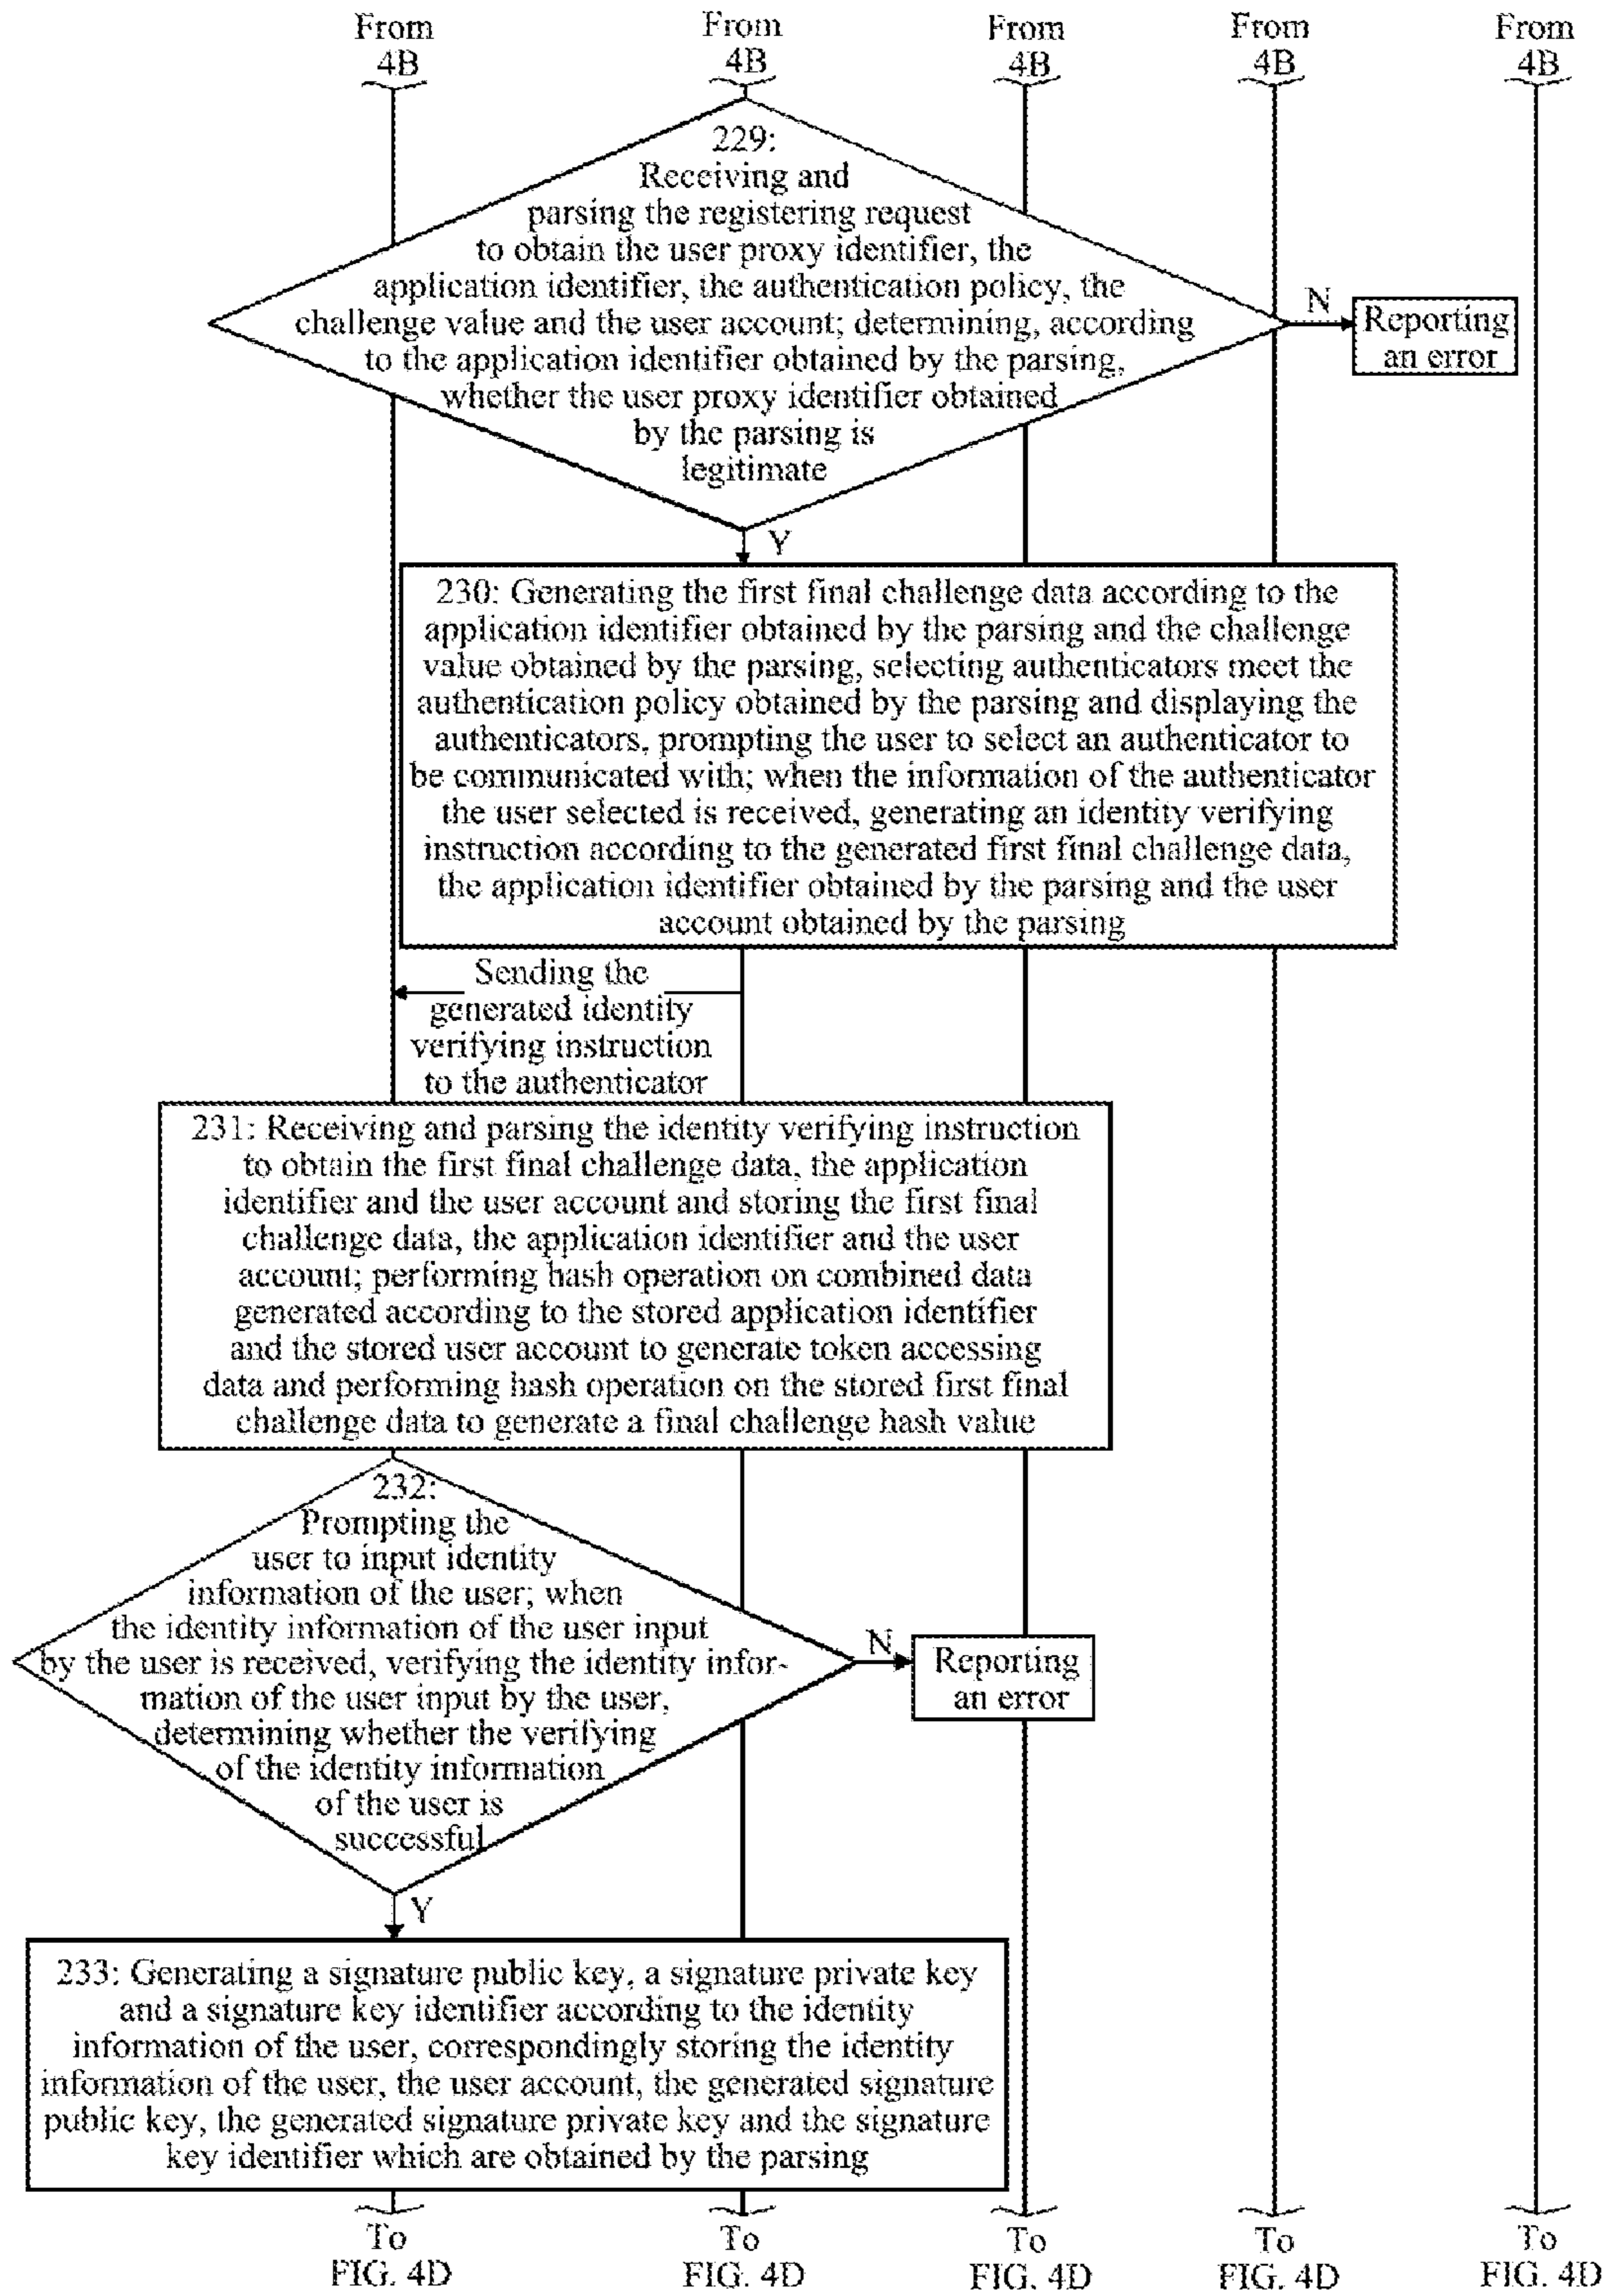 From
4B
From
4B
From
4B
From
4B
From
4B
229:
Receiving and
parsing the registering request
to obtain the user proxy identifier, the
application identifier, the authentication policy, the
challenge value and the user account; determining, according
to the application identifier obtained by the parsing,
whether the user proxy identifier obtained
by the parsing is
legitimate
N
Reporting
an error
Y
230: Generating the first final challenge data according to the
application identifier obtained by the parsing and the challenge
value obtained by the parsing, selecting authenticators meet the
authentication policy obtained by the parsing and displaying the
authenticators, prompting the user to select an authenticator to
be communicated with; when the information of the authenticator
the user selected is received, generating an identity verifying
instruction according to the generated first final challenge data,
the application identifier obtained by the parsing and the user
account obtained by the parsing
Sending the
generated identity
verifying instruction
to the authenticator
231: Receiving and parsing the identity verifying instruction
to obtain the first final challenge data, the application
identifier and the user account and storing the first final
challenge data, the application identifier and the user
account; performing hash operation on combined data
generated according to the stored application identifier
and the stored user account to generate token accessing
data and performing hash operation on the stored first final
challenge data to generate a final challenge hash value
232:
Prompting the
user to input identity
information of the user; when
the identity information of the user input
by the user is received, verifying the identity infor-
mation of the user input by the user,
determining whether the verifying
of the identity information
of the user is
successful
N
Reporting
an error
Y
233: Generating a signature public key, a signature private key
and a signature key identifier according to the identity
information of the user, correspondingly storing the identity
information of the user, the user account, the generated signature
public key, the generated signature private key and the signature
key identifier which are obtained by the parsing
To
FIG. 4D
To
FIG. 4D
To
FIG. 4D
To
FIG. 4D
To
FIG. 4D